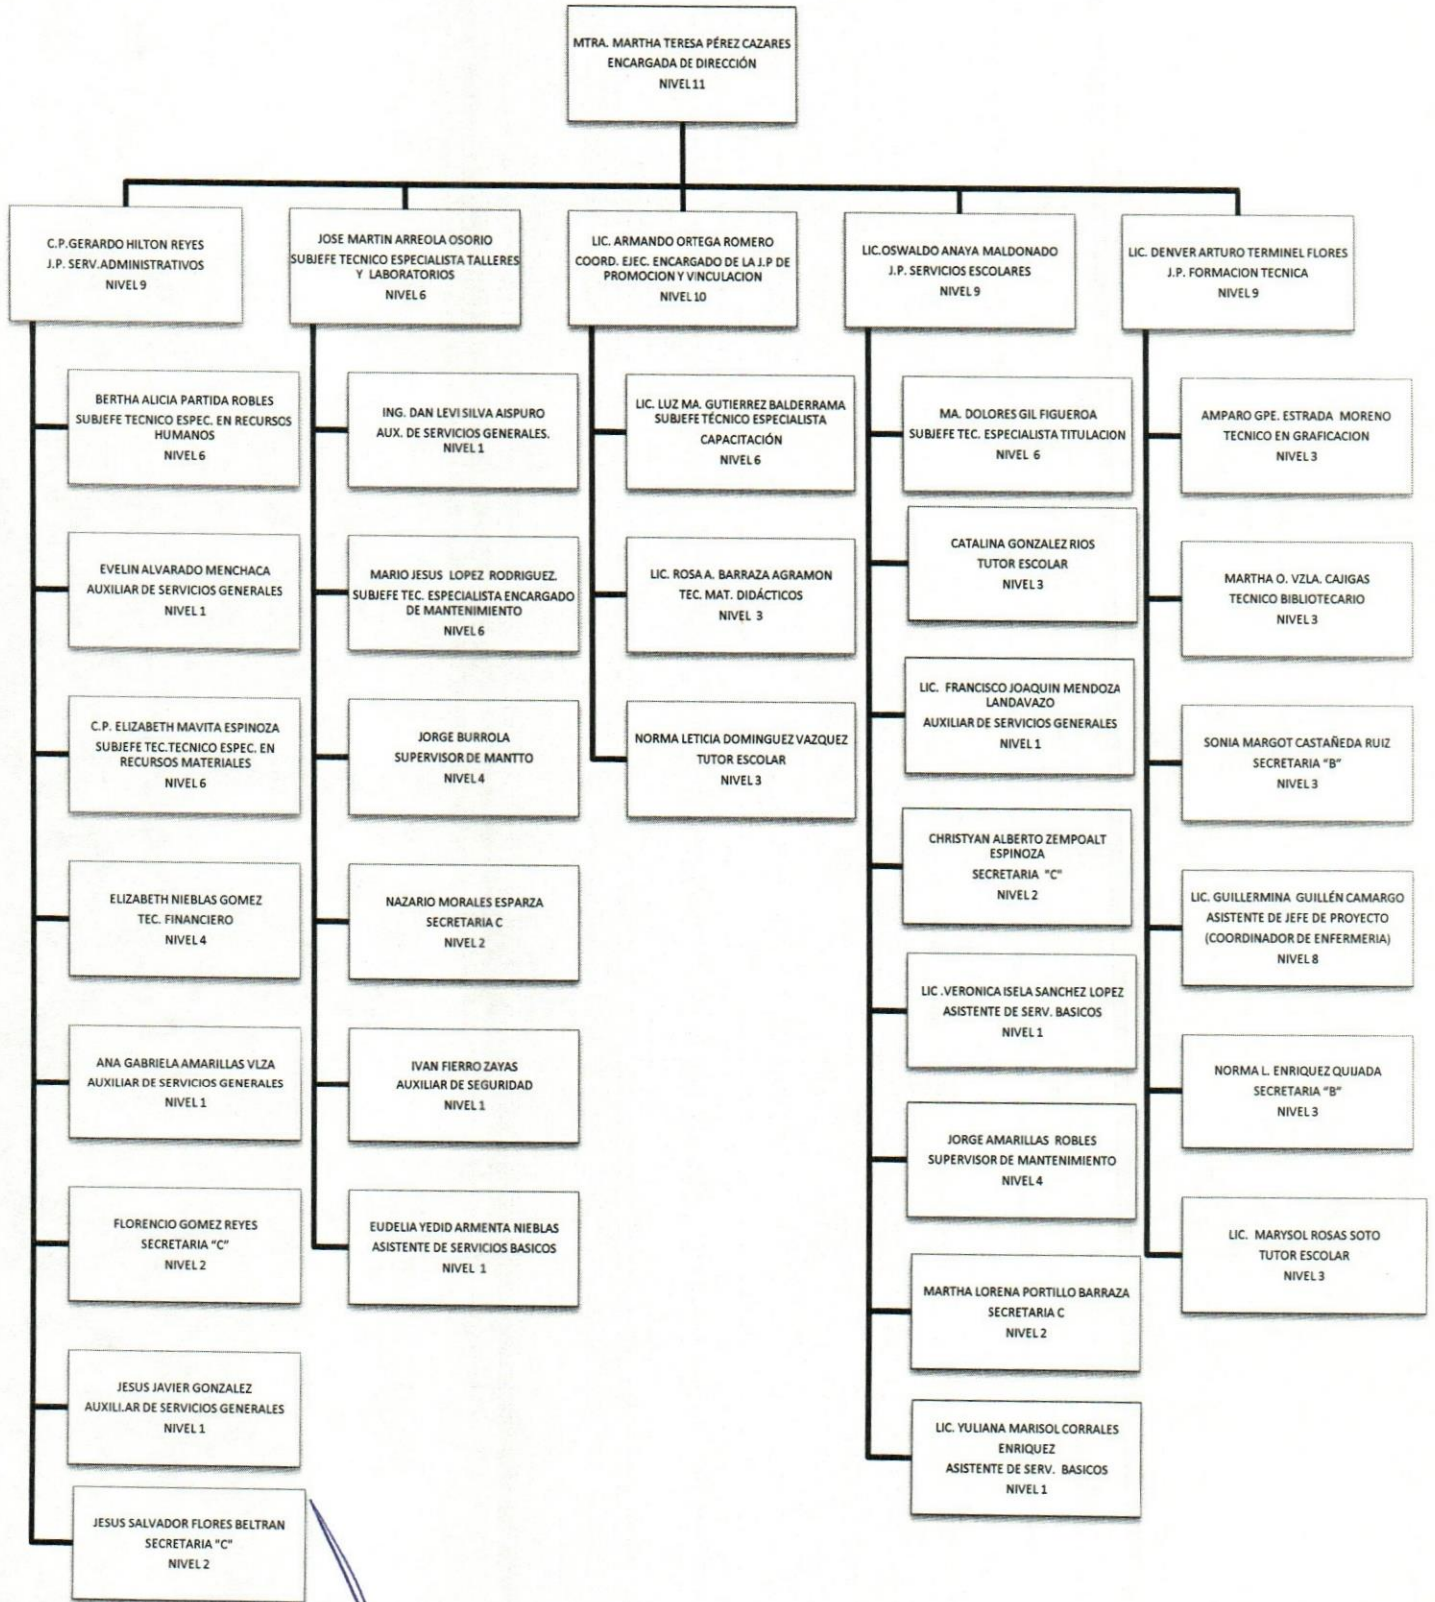 MTRA. MARTHA TERESA PÉREZ CAZARES
ENCARGADA DE DIRECCIÓN
NIVEL 11
C.P.GERARDO HILTON REYES
J.P. SERV.ADMINISTRATIVOS
NIVEL 9
JOSE MARTIN ARREOLA OSORIO
SUBJEFE TECNICO ESPECIALISTA TALLERES
Y LABORATORIOS
NIVEL 6
LIC. ARMANDO ORTEGA ROMERO
COORD. EJEC. ENCARGADO DE LA J.P DE
PROMOCION Y VINCULACION
NIVEL 10
LIC.OSWALDO ANAYA MALDONADO
J.P. SERVICIOS ESCOLARES
NIVEL 9
LIC. DENVER ARTURO TERMINEL FLORES
J.P. FORMACION TECNICA
NIVEL 9
BERTHA ALICIA PARTIDA ROBLES
SUBJEFE TECNICO ESPEC. EN RECURSOS
HUMANOS
NIVEL 6
EVELIN ALVARADO MENCHACA
AUXILIAR DE SERVICIOS GENERALES
NIVEL 1
C.P. ELIZABETH MAVITA ESPINOZA
SUBJEFE TEC.TECNICO ESPEC. EN
RECURSOS MATERIALES
NIVEL 6
ELIZABETH NIEBLAS GOMEZ
TEC. FINANCIERO
NIVEL 4
ANA GABRIELA AMARILLAS VLZA
AUXILIAR DE SERVICIOS GENERALES
NIVEL 1
FLORENCIO GOMEZ REYES
SECRETARIA "C"
NIVEL 2
JESUS JAVIER GONZALEZ
AUXILI.AR DE SERVICIOS GENERALES
NIVEL 1
JESUS SALVADOR FLORES BELTRAN
SECRETARIA "C"
NIVEL 2
ING. DAN LEVI SILVA AISPURO
AUX. DE SERVICIOS GENERALES.
NIVEL 1
MARIO JESUS LOPEZ RODRIGUEZ.
SUBJEFE TEC. ESPECIALISTA ENCARGADO
DE MANTENIMIENTO
NIVEL 6
JORGE BURROLA
SUPERVISOR DE MANTTO
NIVEL 4
NAZARIO MORALES ESPARZA
SECRETARIA C
NIVEL 2
IVAN FIERRO ZAYAS
AUXILIAR DE SEGURIDAD
NIVEL 1
EUDELIA YEDID ARMENTA NIEBLAS
ASISTENTE DE SERVICIOS BASICOS
NIVEL 1
LIC. LUZ MA. GUTIERREZ BALDERRAMA
SUBJEFE TÉCNICO ESPECIALISTA
CAPACITACIÓN
NIVEL 6
LIC. ROSA A. BARRAZA AGRAMON
TEC. MAT. DIDÁCTICOS
NIVEL 3
NORMA LETICIA DOMINGUEZ VAZQUEZ
TUTOR ESCOLAR
NIVEL 3
MA. DOLORES GIL FIGUEROA
SUBJEFE TEC. ESPECIALISTA TITULACION
NIVEL 6
CATALINA GONZALEZ RIOS
TUTOR ESCOLAR
NIVEL 3
LIC. FRANCISCO JOAQUIN MENDOZA
LANDAVAZO
AUXILIAR DE SERVICIOS GENERALES
NIVEL 1
CHRISTYAN ALBERTO ZEMPOALT
ESPINOZA
SECRETARIA "C"
NIVEL 2
LIC .VERONICA ISELA SANCHEZ LOPEZ
ASISTENTE DE SERV. BASICOS
NIVEL 1
JORGE AMARILLAS ROBLES
SUPERVISOR DE MANTENIMIENTO
NIVEL 4
MARTHA LORENA PORTILLO BARRAZA
SECRETARIA C
NIVEL 2
LIC. YULIANA MARISOL CORRALES
ENRIQUEZ
ASISTENTE DE SERV. BASICOS
NIVEL 1
AMPARO GPE. ESTRADA MORENO
TECNICO EN GRAFICACION
NIVEL 3
MARTHA O. VZLA. CAJIGAS
TECNICO BIBLIOTECARIO
NIVEL 3
SONIA MARGOT CASTAÑEDA RUIZ
SECRETARIA "B"
NIVEL 3
LIC. GUILLERMINA GUILLÉN CAMARGO
ASISTENTE DE JEFE DE PROYECTO
(COORDINADOR DE ENFERMERIA)
NIVEL 8
NORMA L. ENRIQUEZ QUIJADA
SECRETARIA "B"
NIVEL 3
LIC. MARYSOL ROSAS SOTO
TUTOR ESCOLAR
NIVEL 3